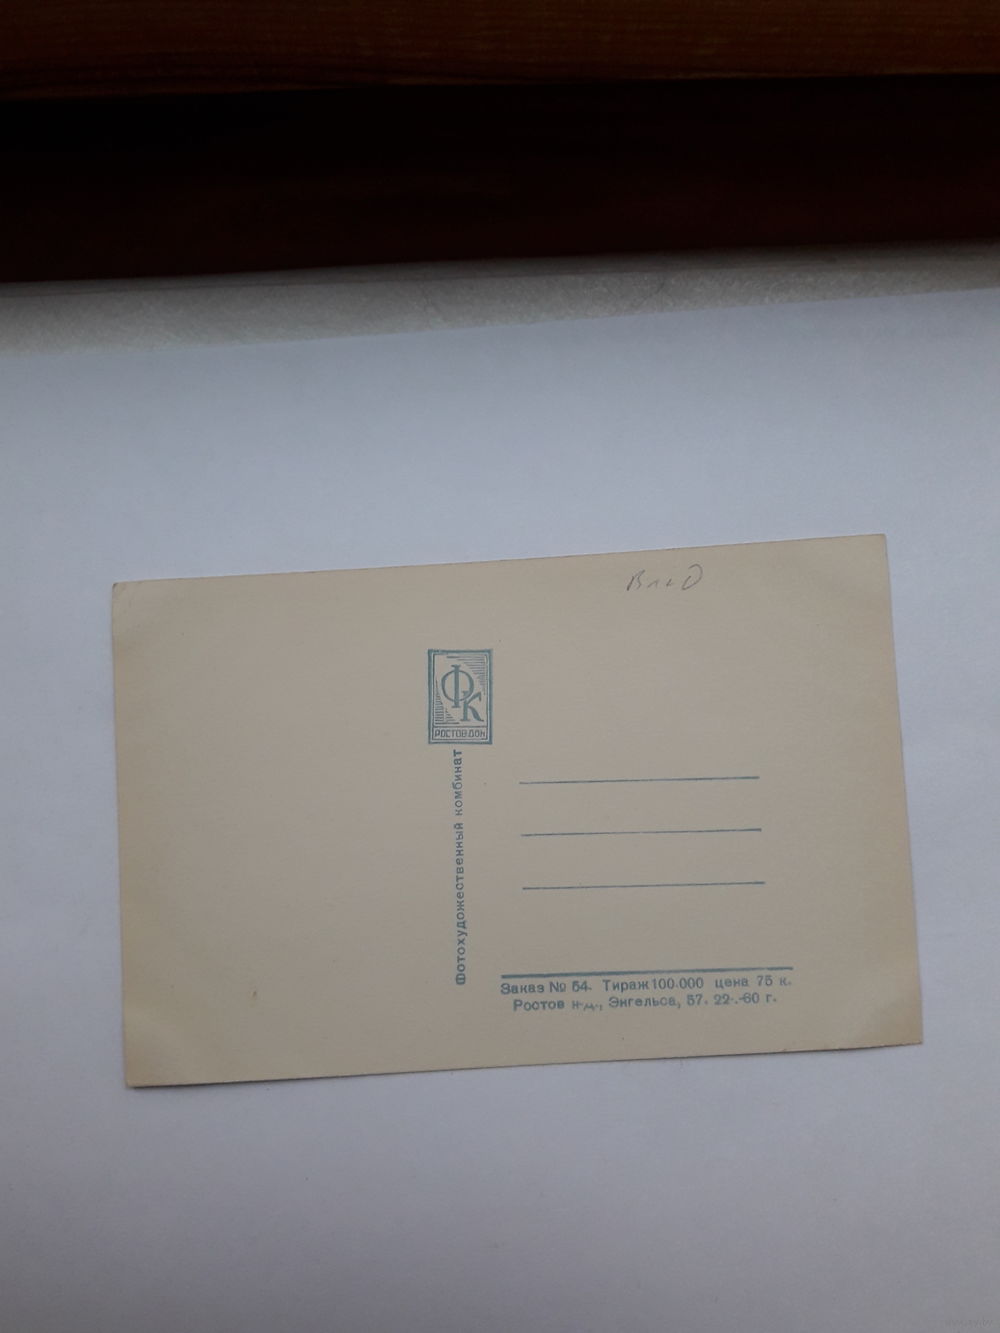 ФК
РОСТОВ-ДОН
Фотохудожественный комбинат
Заказ № 54. Тираж 100.000 цена 75 к.
Ростов н-Д., Энгельса, 57. 22-.-60 г.